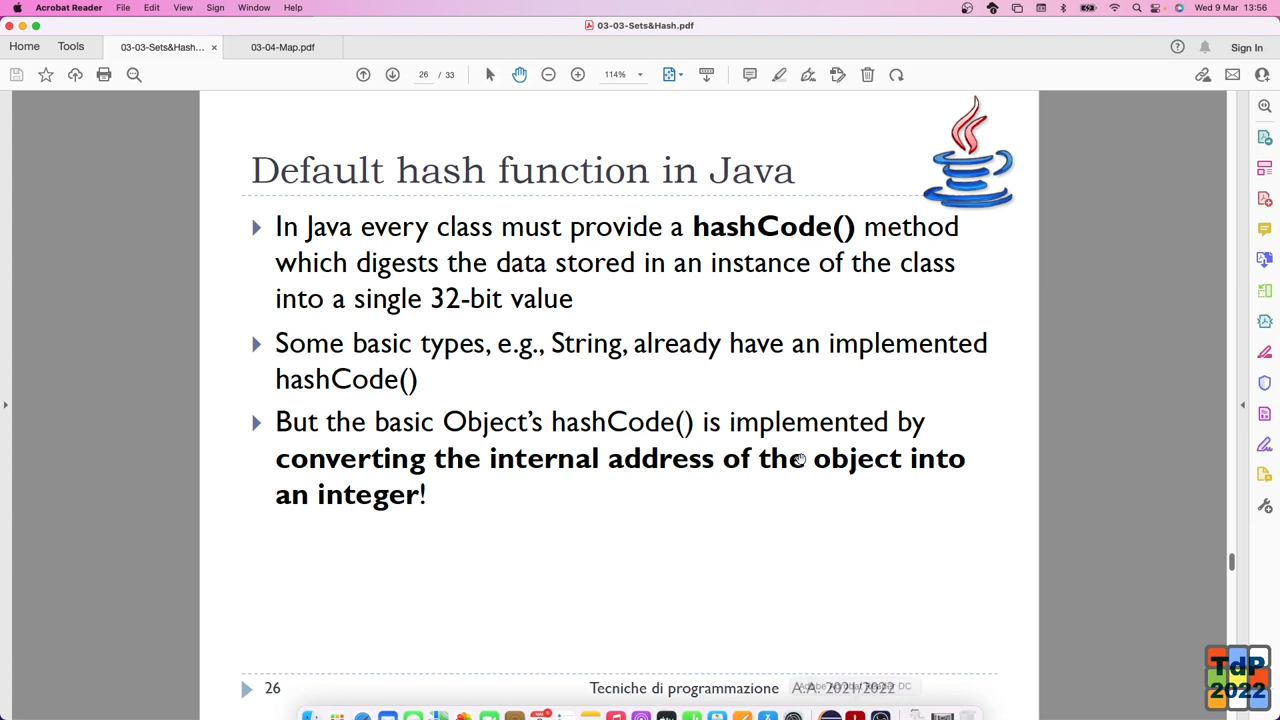 Acrobat Reader File Edit View Sign Window Help Wed 9 Mar 13:56
03-03-Sets&Hash.pdf
Home Tools 03-03-Sets&Hash... × 03-04-Map.pdf Sign In
26 / 33 114%
Default hash function in Java
In Java every class must provide a hashCode() method
which digests the data stored in an instance of the class
into a single 32-bit value
Some basic types, e.g., String, already have an implemented
hashCode()
But the basic Object’s hashCode() is implemented by
converting the internal address of the object into
an integer!
26 Tecniche di programmazione A.A. 2021/2022
Adobe Acrobat Reader DC
TdP
2022